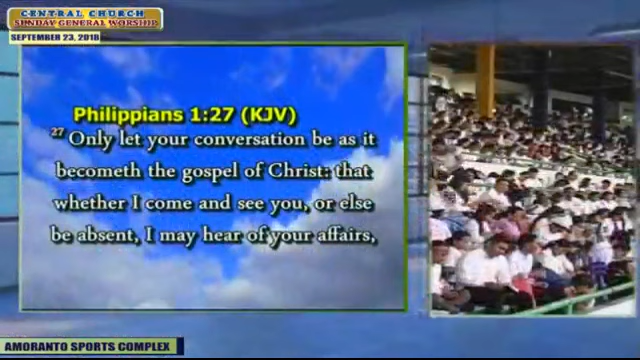 CENTRAL CHURCH
SUNDAY GENERAL WORSHIP
SEPTEMBER 23, 2018
Philippians 1:27 (KJV)
27 Only let your conversation be as it
becometh the gospel of Christ: that
whether I come and see you, or else
be absent, I may hear of your affairs,
AMORANTO SPORTS COMPLEX